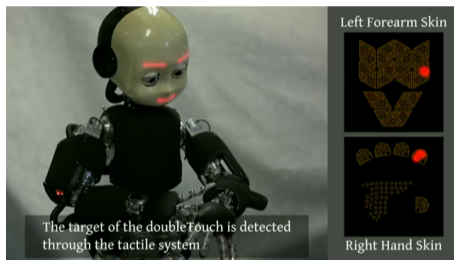 Left Forearm Skin
The target of the doubleTouch is detected
through the tactile system
Right Hand Skin